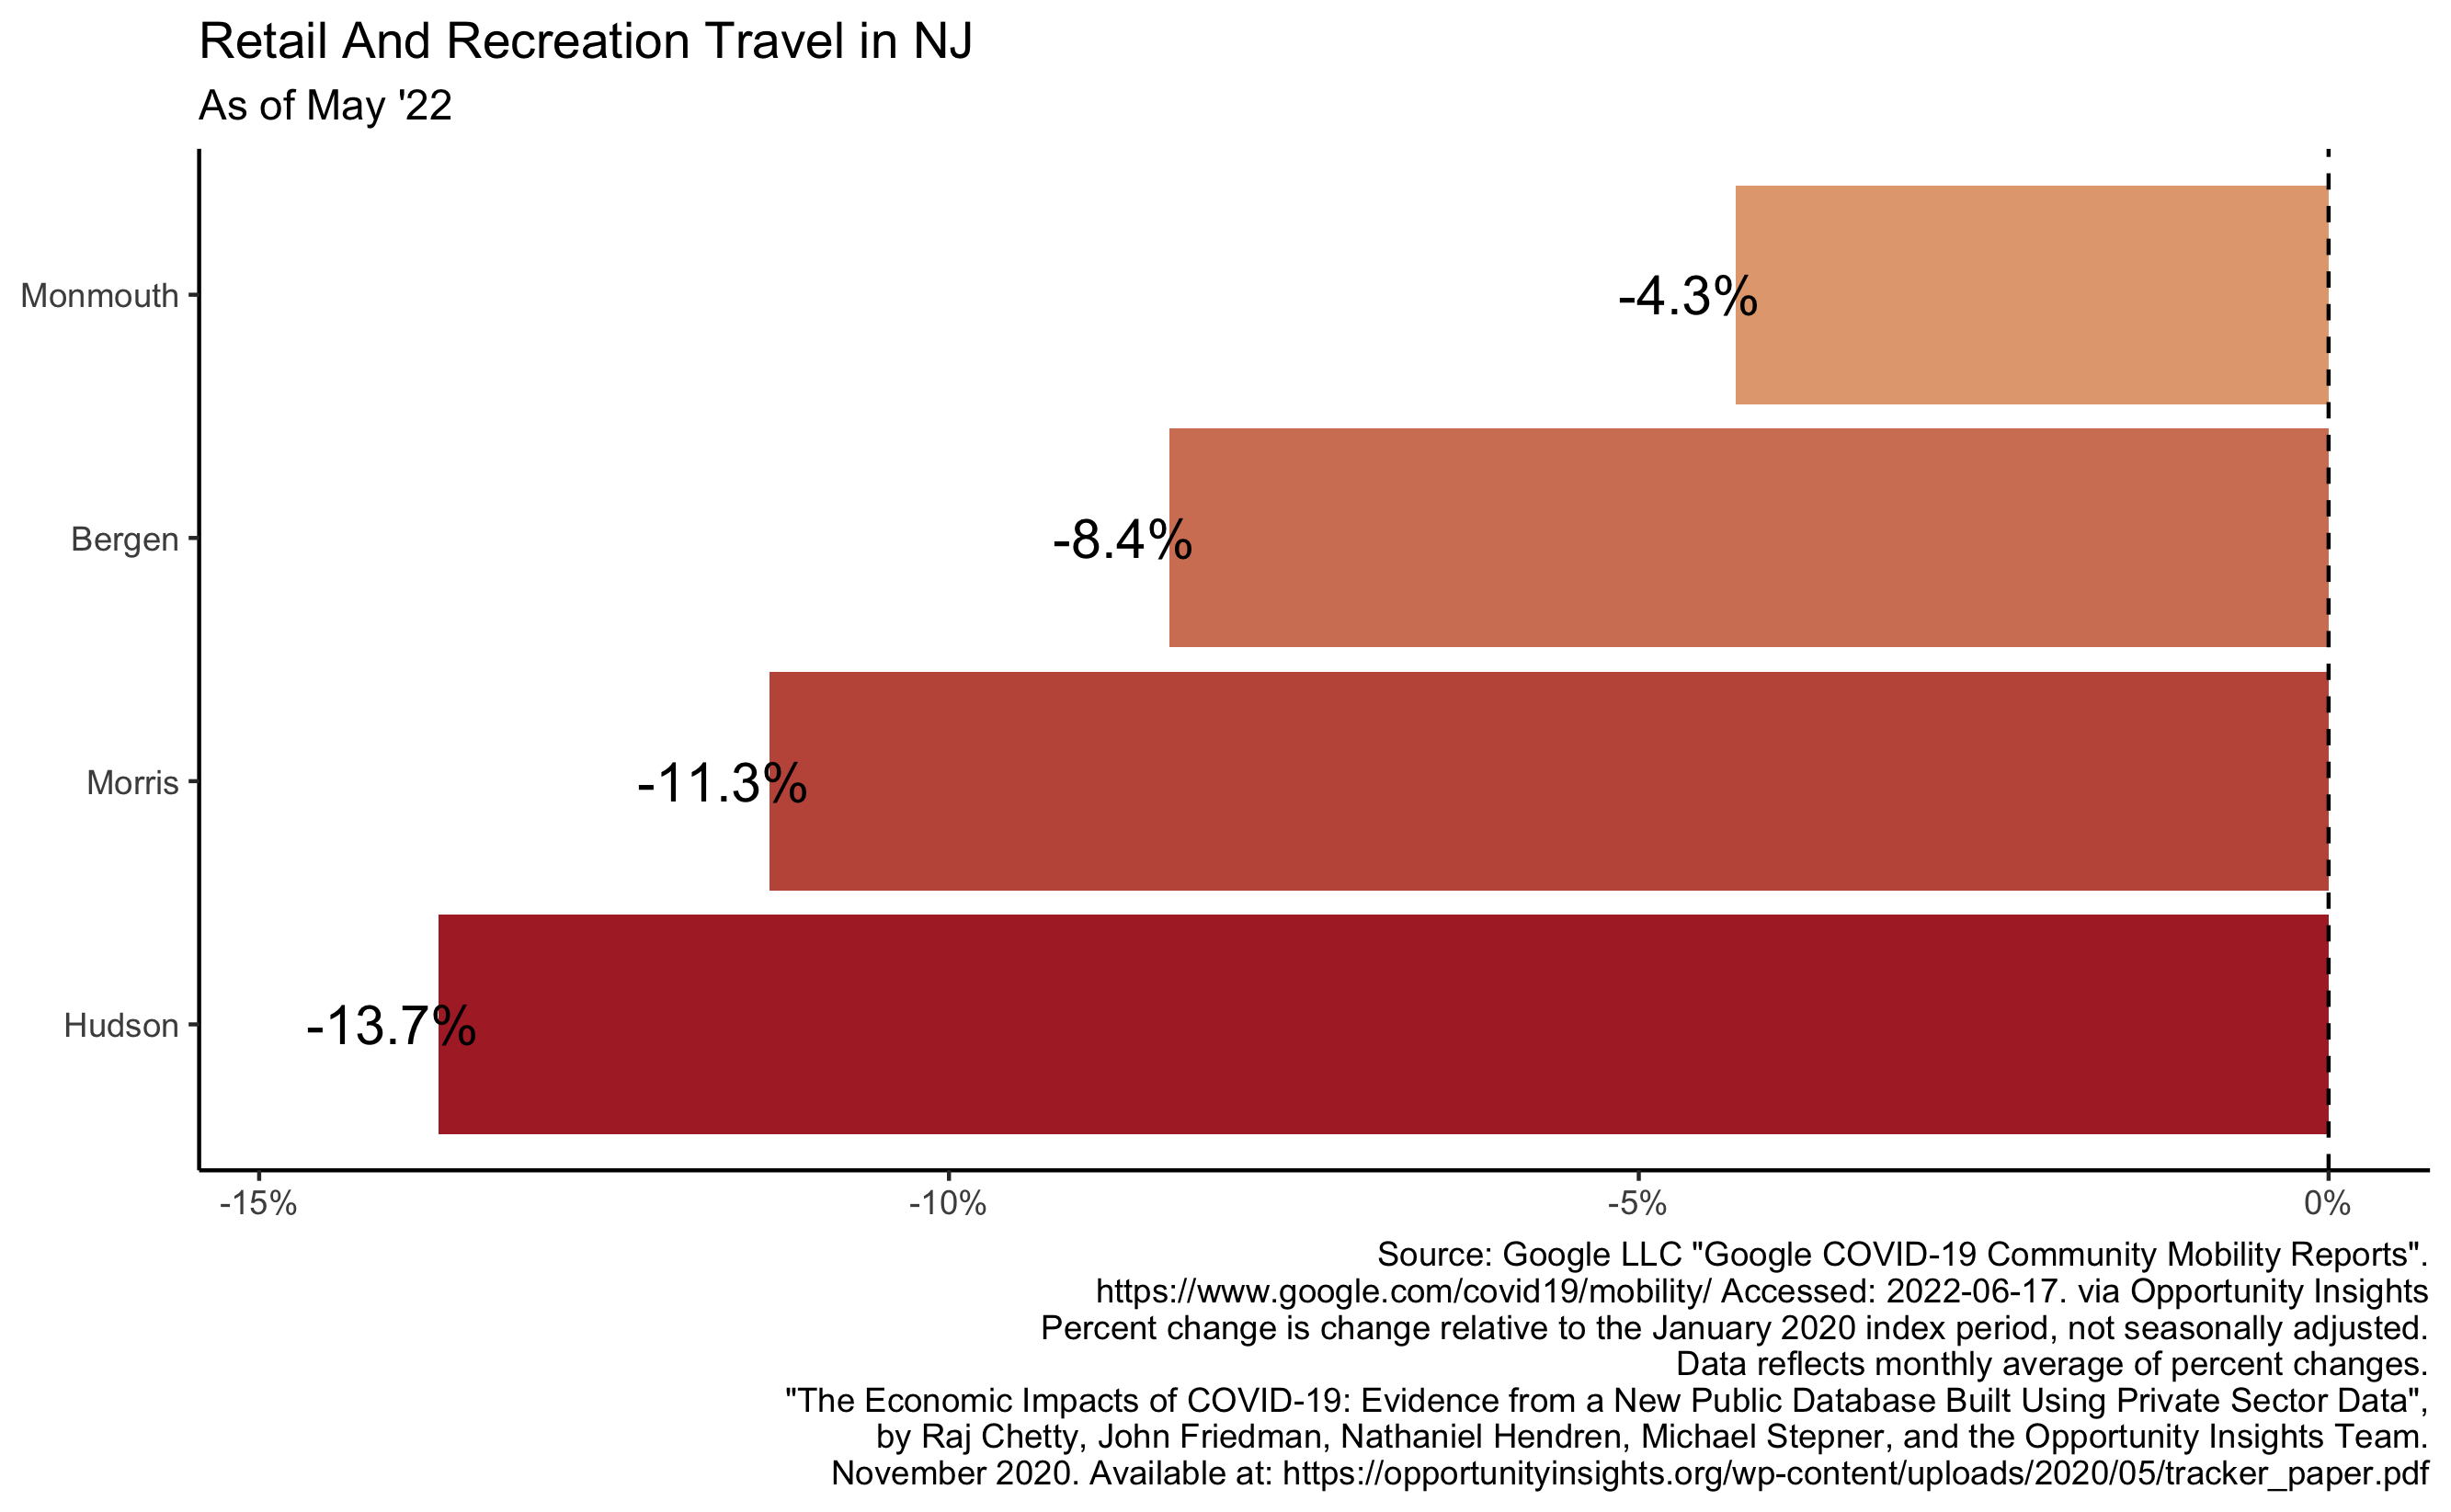 Retail And Recreation Travel in NJ
As of May '22
Monmouth
-4.3%
Bergen
-8.4%
Morris
-11.3%
Hudson
-13.7%
-15% -10% -5% 0%
Source: Google LLC "Google COVID-19 Community Mobility Reports".
https://www.google.com/covid19/mobility/ Accessed: 2022-06-17. via Opportunity Insights
Percent change is change relative to the January 2020 index period, not seasonally adjusted.
Data reflects monthly average of percent changes.
"The Economic Impacts of COVID-19: Evidence from a New Public Database Built Using Private Sector Data",
by Raj Chetty, John Friedman, Nathaniel Hendren, Michael Stepner, and the Opportunity Insights Team.
November 2020. Available at: https://opportunityinsights.org/wp-content/uploads/2020/05/tracker_paper.pdf